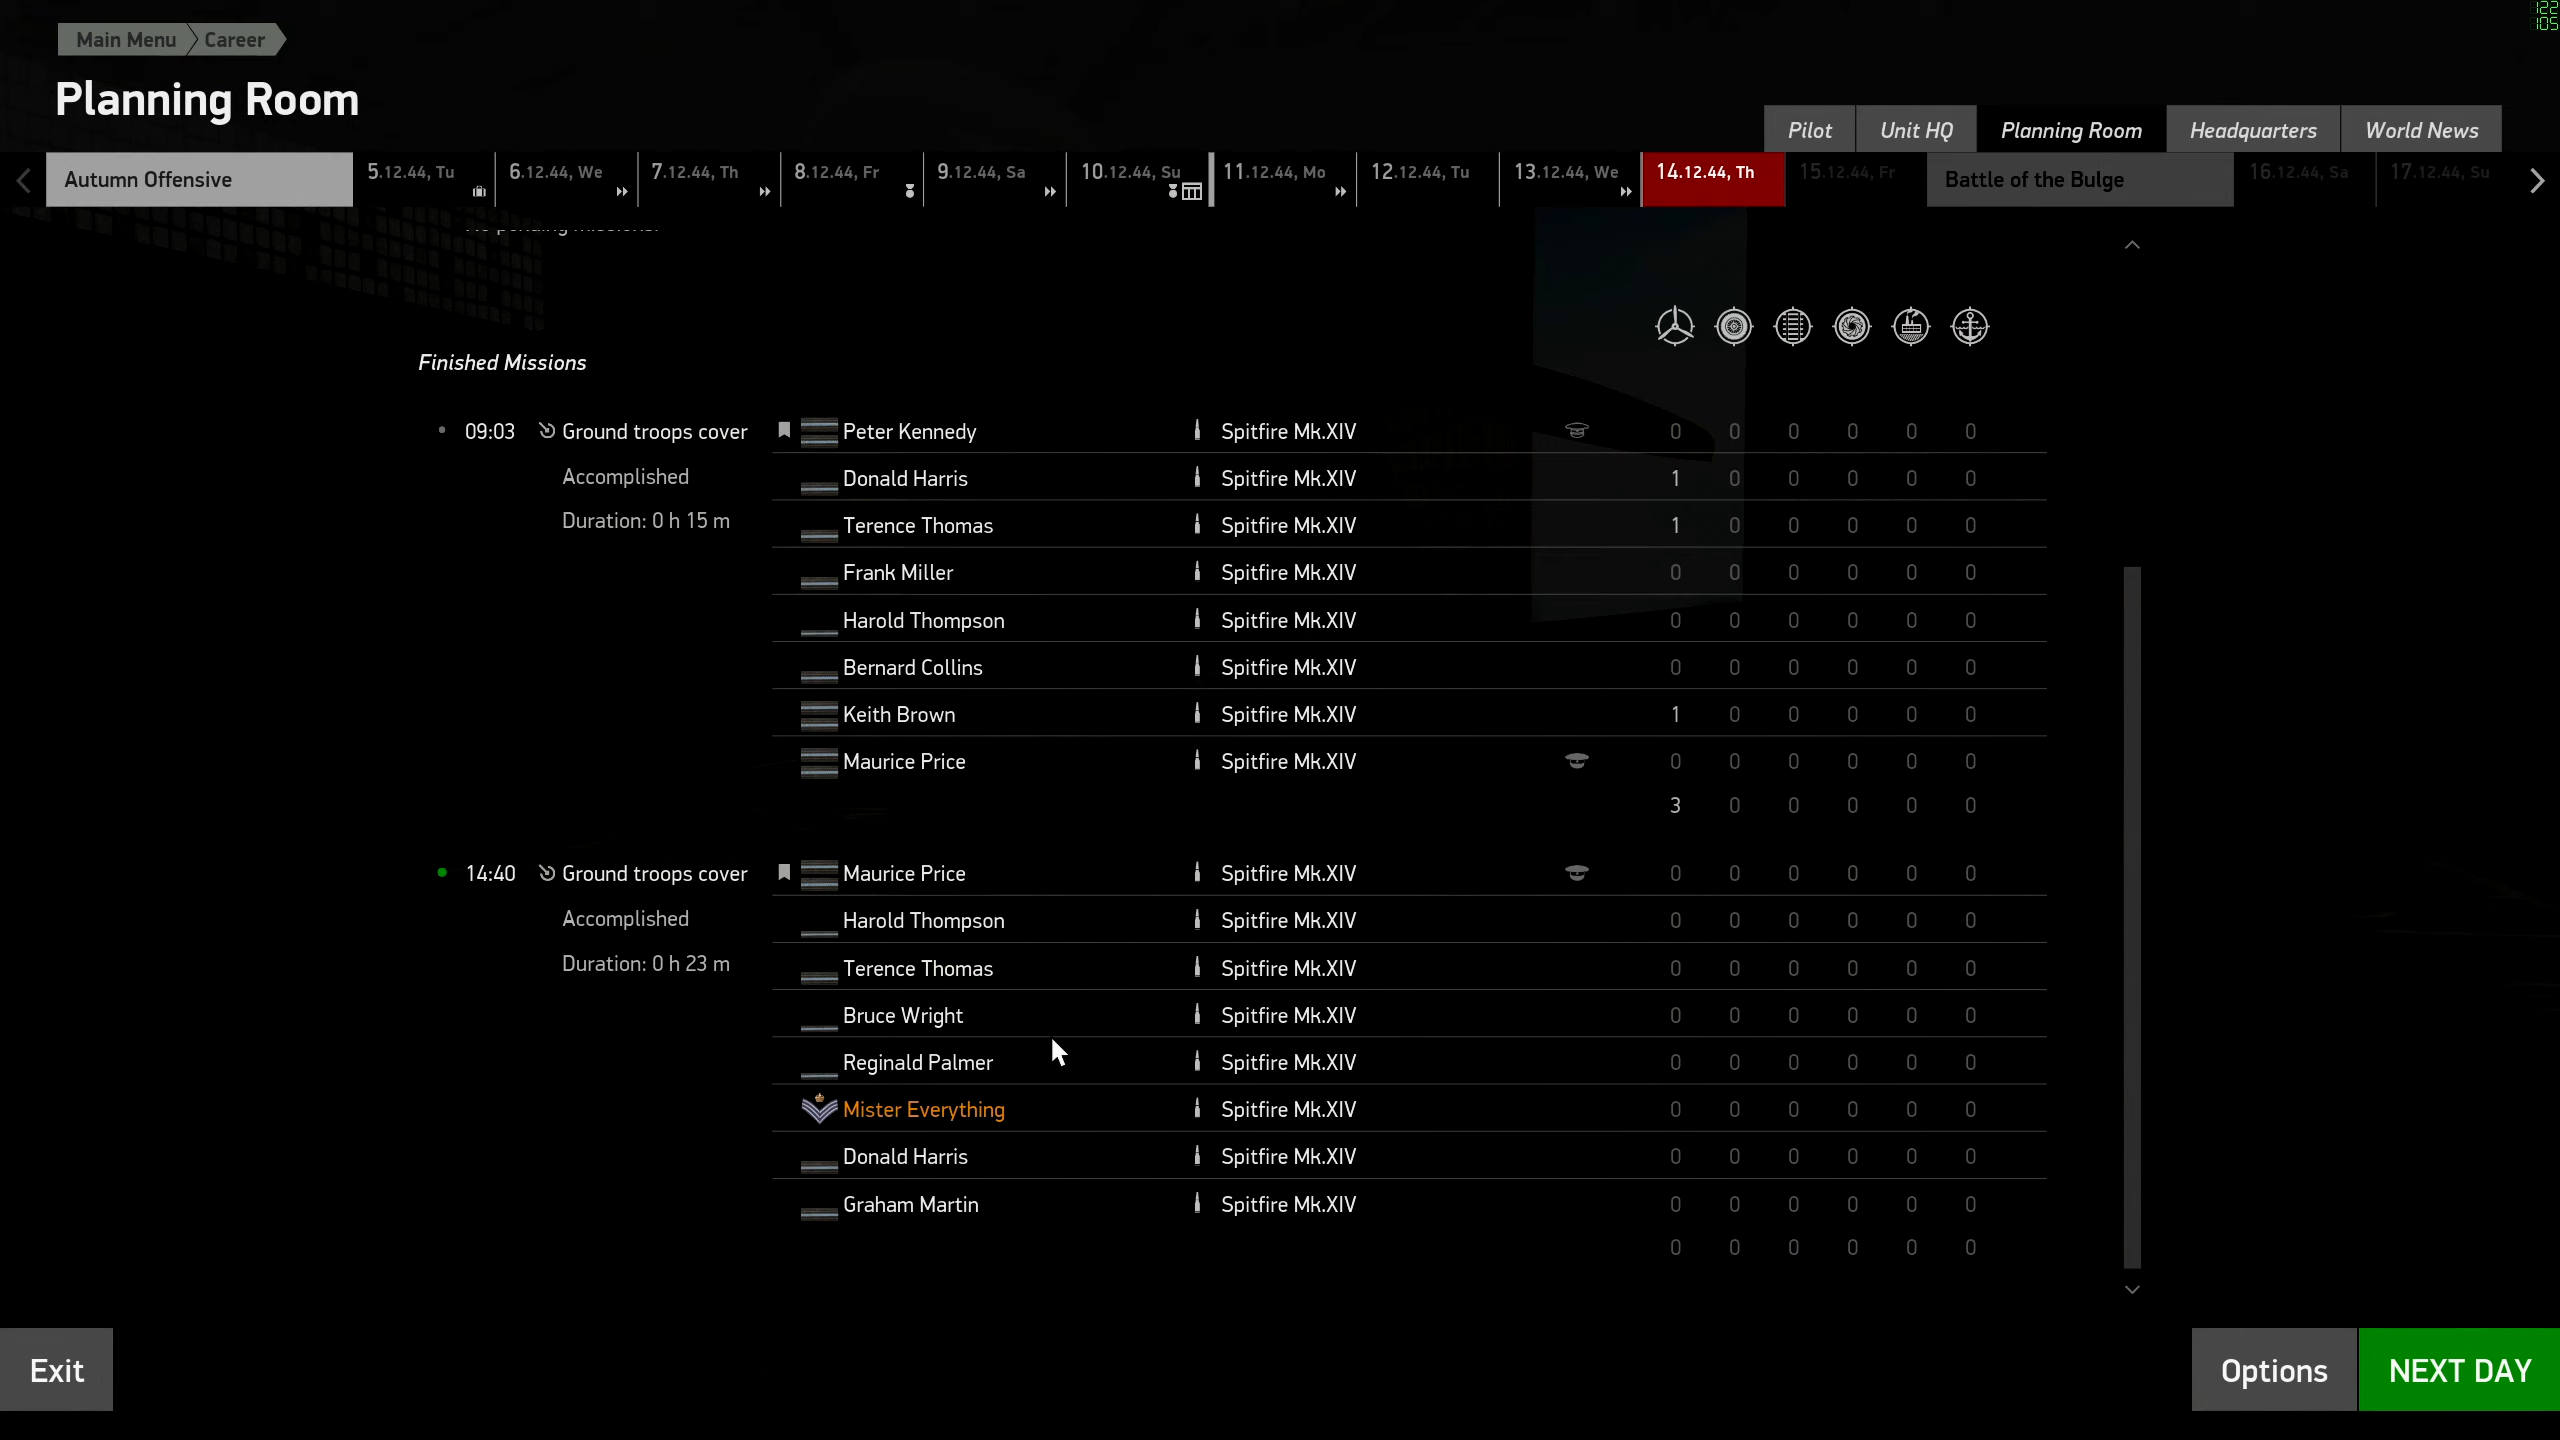 122
105
Main Menu Career
Planning Room
Pilot Unit HQ Planning Room Headquarters World News
Autumn Offensive 5.12.44, Tu 6.12.44, We 7.12.44, Th 8.12.44, Fr 9.12.44, Sa 10.12.44, Su 11.12.44, Mo 12.12.44, Tu 13.12.44, We 14.12.44, Th 15.12.44, Fr Battle of the Bulge 16.12.44, Sa 17.12.44, Su
No pending missions.
Finished Missions
09:03 Ground troops cover Peter Kennedy Spitfire Mk.XIV 0 0 0 0 0 0
Accomplished Donald Harris Spitfire Mk.XIV 1 0 0 0 0 0
Duration: 0 h 15 m Terence Thomas Spitfire Mk.XIV 1 0 0 0 0 0
Frank Miller Spitfire Mk.XIV 0 0 0 0 0 0
Harold Thompson Spitfire Mk.XIV 0 0 0 0 0 0
Bernard Collins Spitfire Mk.XIV 0 0 0 0 0 0
Keith Brown Spitfire Mk.XIV 1 0 0 0 0 0
Maurice Price Spitfire Mk.XIV 0 0 0 0 0 0
3 0 0 0 0 0
14:40 Ground troops cover Maurice Price Spitfire Mk.XIV 0 0 0 0 0 0
Accomplished Harold Thompson Spitfire Mk.XIV 0 0 0 0 0 0
Duration: 0 h 23 m Terence Thomas Spitfire Mk.XIV 0 0 0 0 0 0
Bruce Wright Spitfire Mk.XIV 0 0 0 0 0 0
Reginald Palmer Spitfire Mk.XIV 0 0 0 0 0 0
Mister Everything Spitfire Mk.XIV 0 0 0 0 0 0
Donald Harris Spitfire Mk.XIV 0 0 0 0 0 0
Graham Martin Spitfire Mk.XIV 0 0 0 0 0 0
0 0 0 0 0 0
Exit Options NEXT DAY